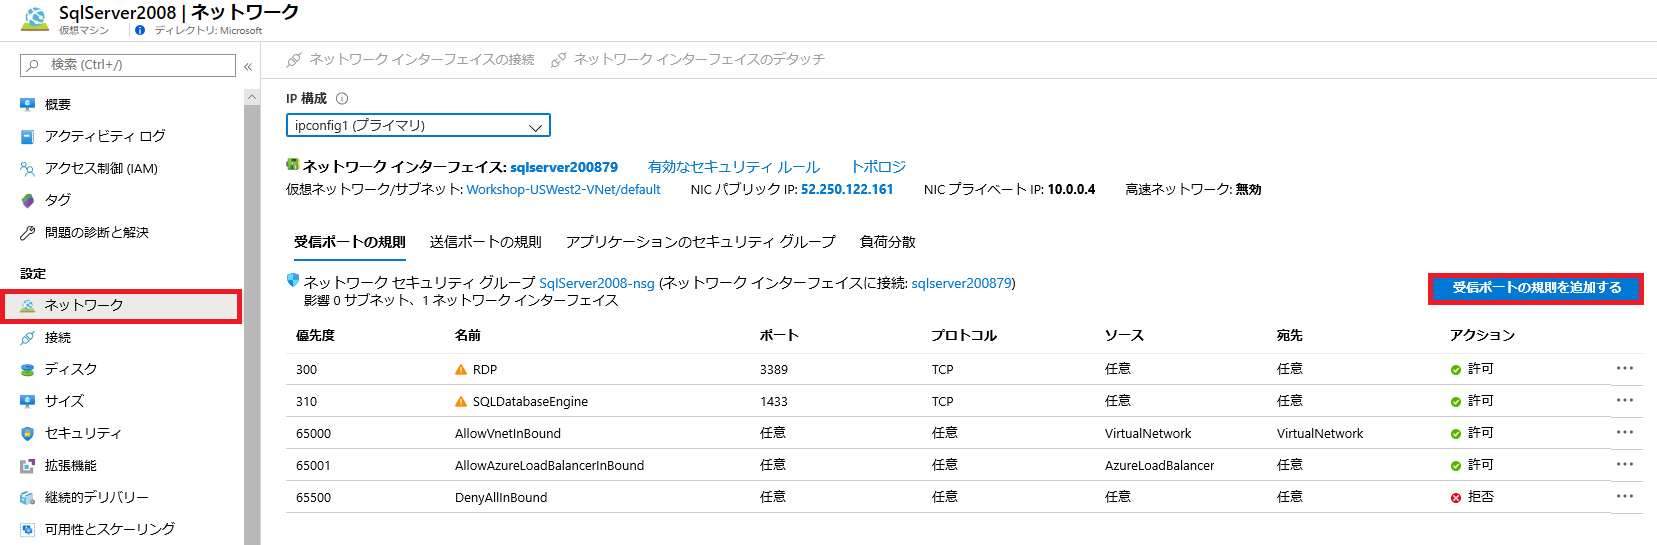 SqlServer2008 | ネットワーク
仮想マシン ディレクトリ: Microsoft
検索 (Ctrl+/)
«
概要
アクティビティ ログ
アクセス制御 (IAM)
タグ
問題の診断と解決
設定
ネットワーク
接続
ディスク
サイズ
セキュリティ
拡張機能
継続的デリバリー
可用性とスケーリング
ネットワーク インターフェイスの接続 ネットワーク インターフェイスのデタッチ
IP 構成
ipconfig1 (プライマリ)
ネットワーク インターフェイス: sqlserver200879 有効なセキュリティ ルール トポロジ
仮想ネットワーク/サブネット: Workshop-USWest2-VNet/default NIC パブリック IP: 52.250.122.161 NIC プライベート IP: 10.0.0.4 高速ネットワーク: 無効
受信ポートの規則 送信ポートの規則 アプリケーションのセキュリティ グループ 負荷分散
ネットワーク セキュリティ グループ SqlServer2008-nsg (ネットワーク インターフェイスに接続: sqlserver200879)
影響 0 サブネット、1 ネットワーク インターフェイス
受信ポートの規則を追加する
優先度 名前 ポート プロトコル ソース 宛先 アクション
300 RDP 3389 TCP 任意 任意 許可 ···
310 SQLDatabaseEngine 1433 TCP 任意 任意 許可 ···
65000 AllowVnetInBound 任意 任意 VirtualNetwork VirtualNetwork 許可 ···
65001 AllowAzureLoadBalancerInBound 任意 任意 AzureLoadBalancer 任意 許可 ···
65500 DenyAllInBound 任意 任意 任意 任意 拒否 ···